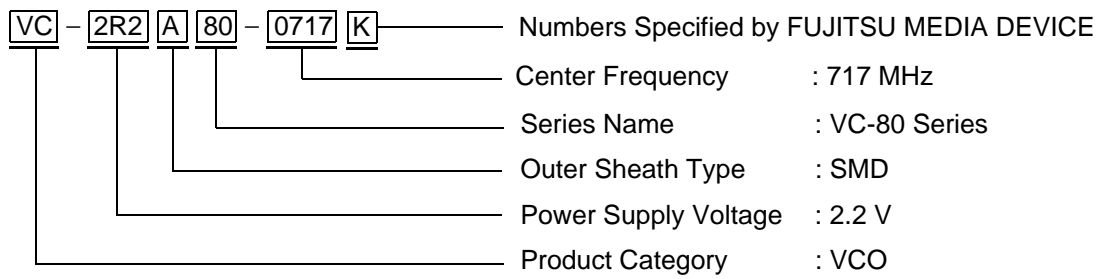 VC – 2R2 A 80 – 0717 K Numbers Specified by FUJITSU MEDIA DEVICE
Center Frequency : 717 MHz
Series Name : VC-80 Series
Outer Sheath Type : SMD
Power Supply Voltage : 2.2 V
Product Category : VCO